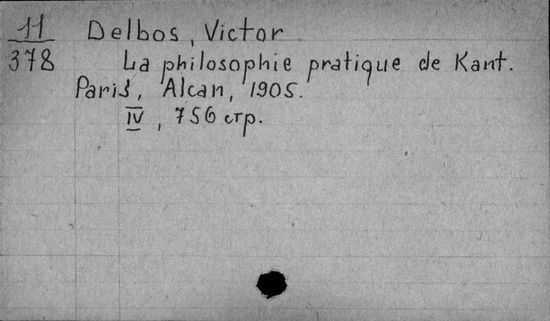 11 Delbos, Victor
378 La philosophie pratique de Kant.
Paris, Alcan, 1905.
IV, 756 стр.